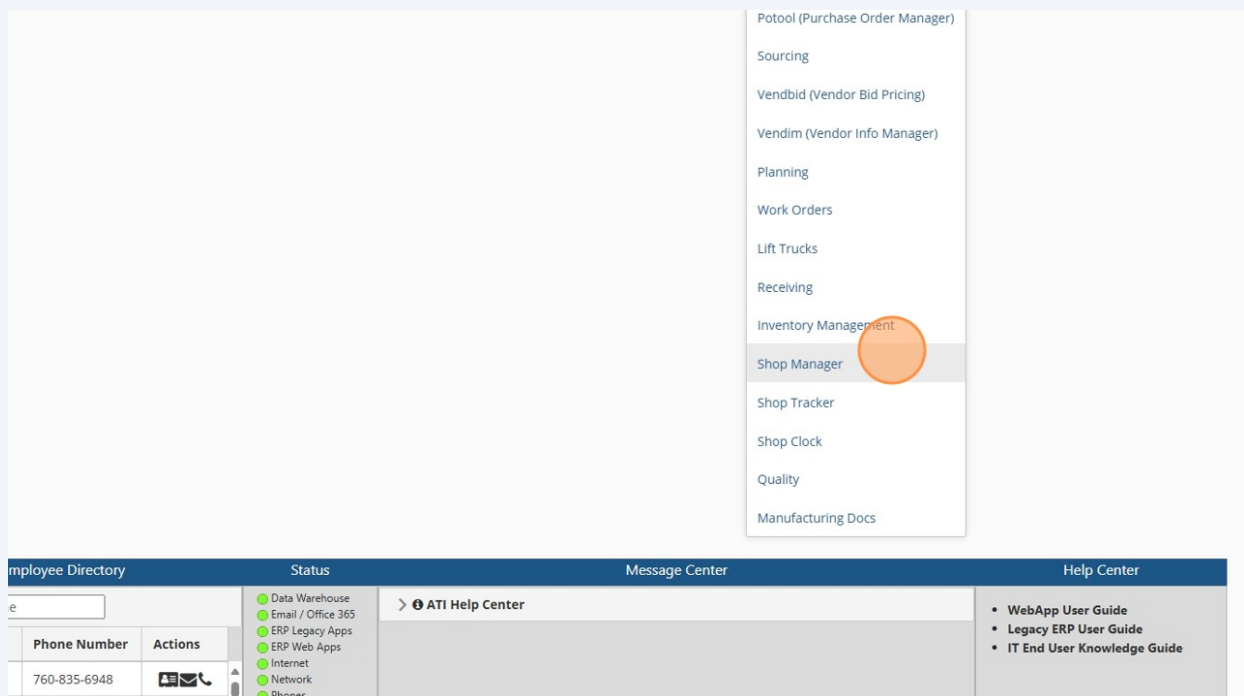 Potool (Purchase Order Manager)
Sourcing
Vendbid (Vendor Bid Pricing)
Vendim (Vendor Info Manager)
Planning
Work Orders
Lift Trucks
Receiving
Inventory Management
Shop Manager
Shop Tracker
Shop Clock
Quality
Manufacturing Docs
mployee Directory
Status
Message Center
Help Center
e
Phone Number
Actions
760-835-6948
Data Warehouse
Email / Office 365
ERP Legacy Apps
ERP Web Apps
Internet
Network
Phones
ATI Help Center
WebApp User Guide
Legacy ERP User Guide
IT End User Knowledge Guide